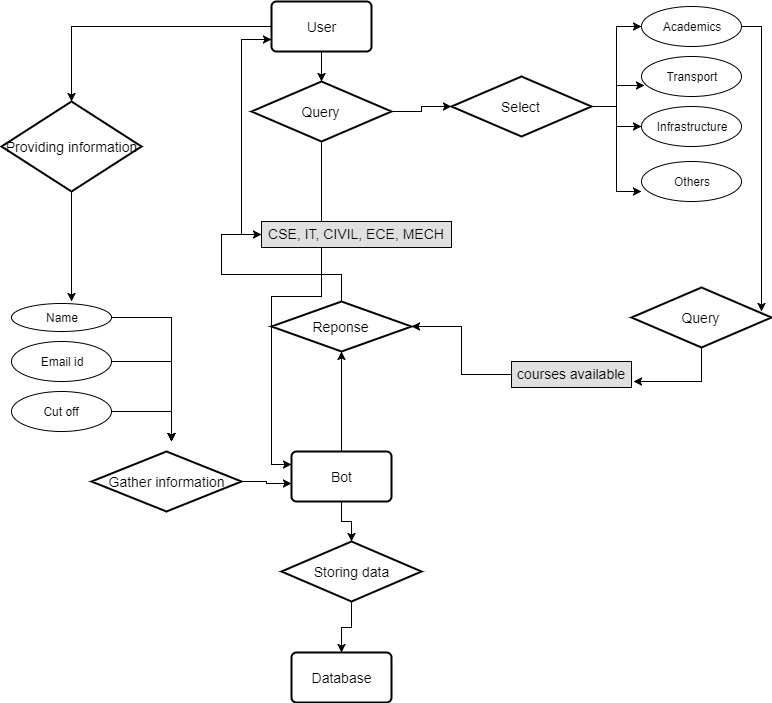 User
Academics
Transport
Query
Select
Infrastructure
Providing information
Others
CSE, IT, CIVIL, ECE, MECH
Name
Reponse
Query
Email id
courses available
Cut off
Bot
Gather information
Storing data
Database